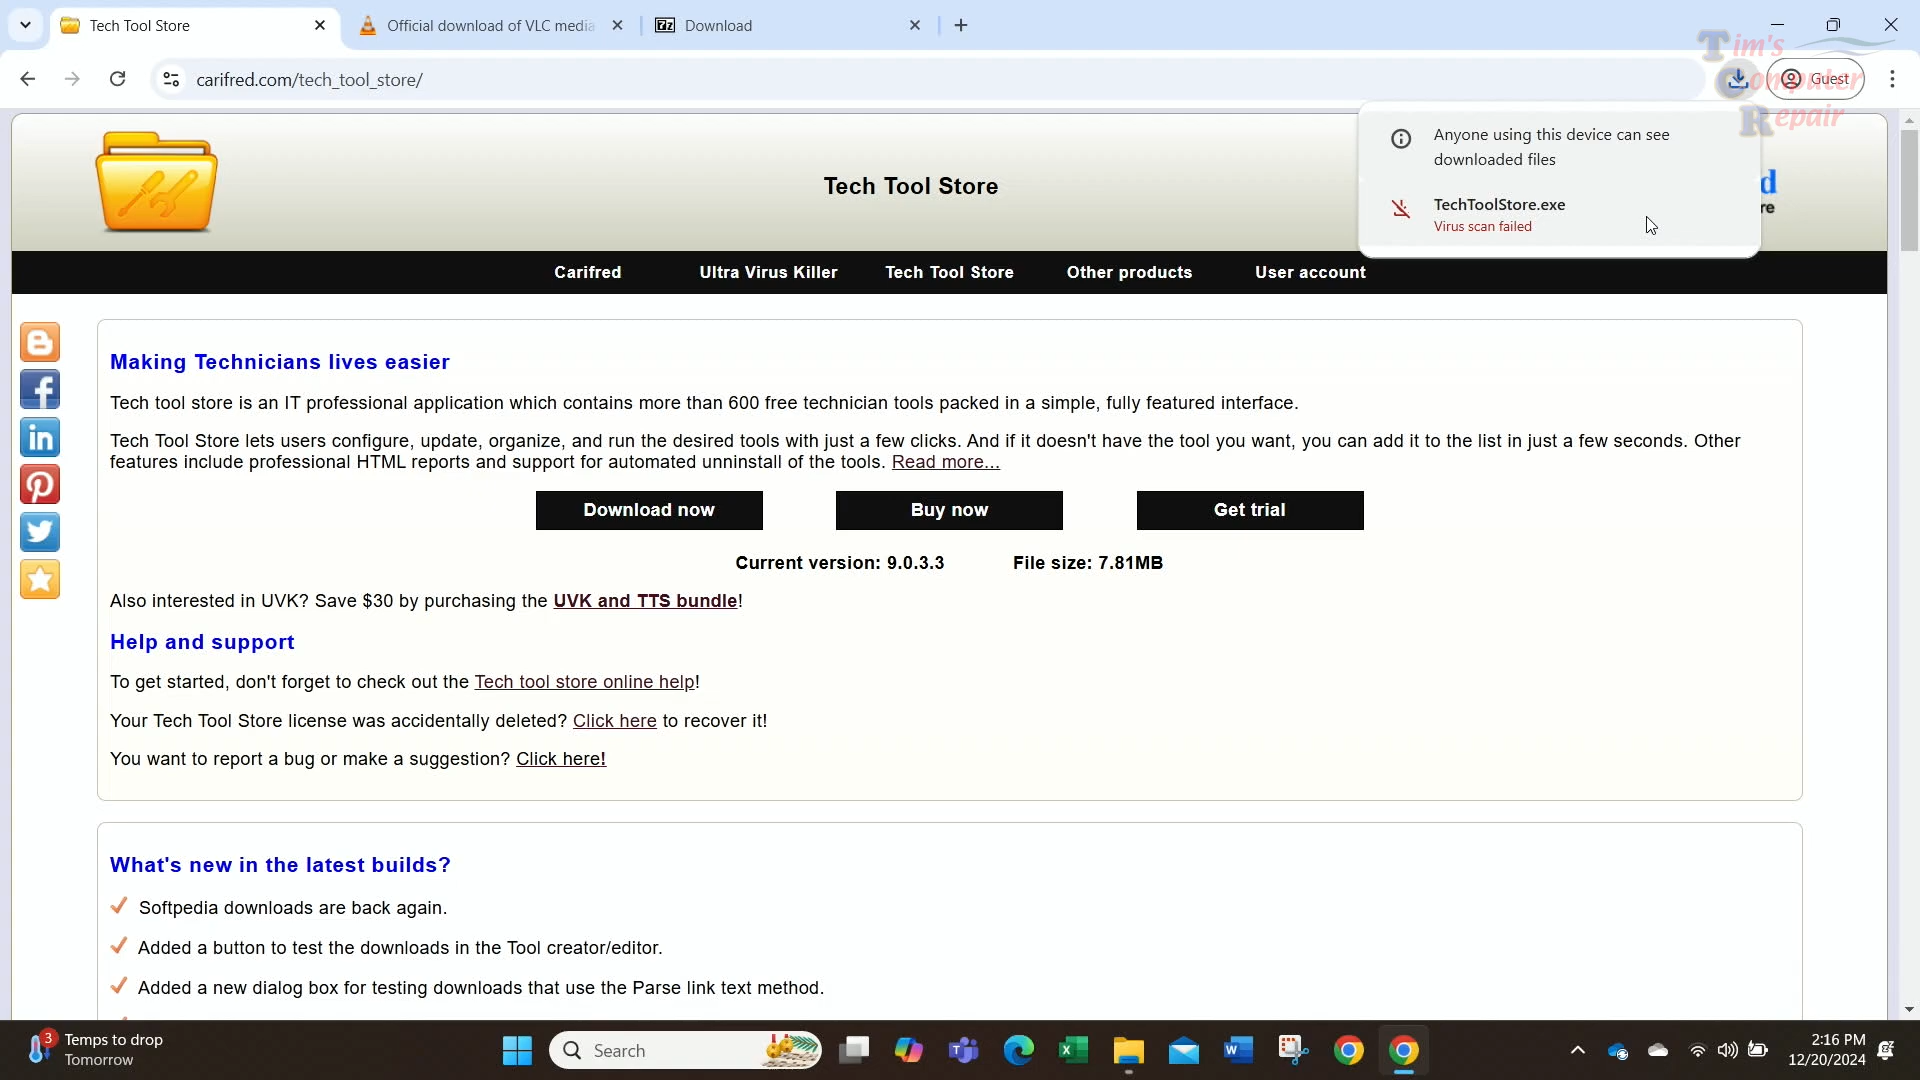 Tech Tool Store
Official download of VLC media
7z
Download
Tim's
Computer
Repair
carifred.com/tech_tool_store/
Guest
Anyone using this device can see
downloaded files
TechToolStore.exe
Virus scan failed
Tech Tool Store
d
re
Carifred
Ultra Virus Killer
Tech Tool Store
Other products
User account
Making Technicians lives easier
Tech tool store is an IT professional application which contains more than 600 free technician tools packed in a simple, fully featured interface.
Tech Tool Store lets users configure, update, organize, and run the desired tools with just a few clicks. And if it doesn't have the tool you want, you can add it to the list in just a few seconds. Other
features include professional HTML reports and support for automated unninstall of the tools. Read more...
Download now
Buy now
Get trial
Current version: 9.0.3.3
File size: 7.81MB
Also interested in UVK? Save $30 by purchasing the UVK and TTS bundle!
Help and support
To get started, don't forget to check out the Tech tool store online help!
Your Tech Tool Store license was accidentally deleted? Click here to recover it!
You want to report a bug or make a suggestion? Click here!
What's new in the latest builds?
Softpedia downloads are back again.
Added a button to test the downloads in the Tool creator/editor.
Added a new dialog box for testing downloads that use the Parse link text method.
3
Temps to drop
Tomorrow
Search
2:16 PM
12/20/2024